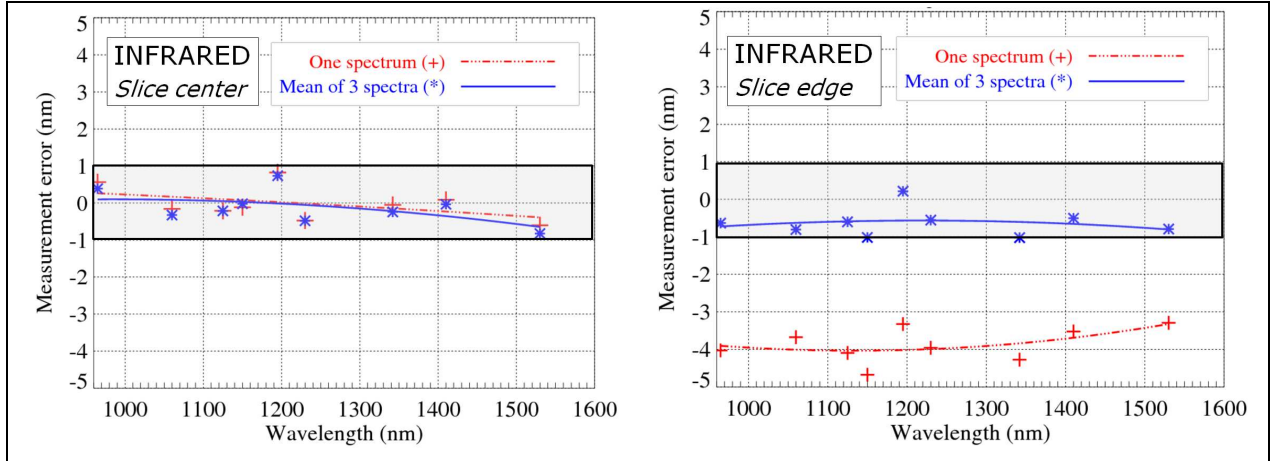 INFRARED
Slice center
One spectrum (+)
Mean of 3 spectra (*)
Measurement error (nm)
5
4
3
2
1
0
-1
-2
-3
-4
-5
1000 1100 1200 1300 1400 1500 1600
Wavelength (nm)
INFRARED
Slice edge
One spectrum (+)
Mean of 3 spectra (*)
Measurement error (nm)
5
4
3
2
1
0
-1
-2
-3
-4
-5
1000 1100 1200 1300 1400 1500 1600
Wavelength (nm)